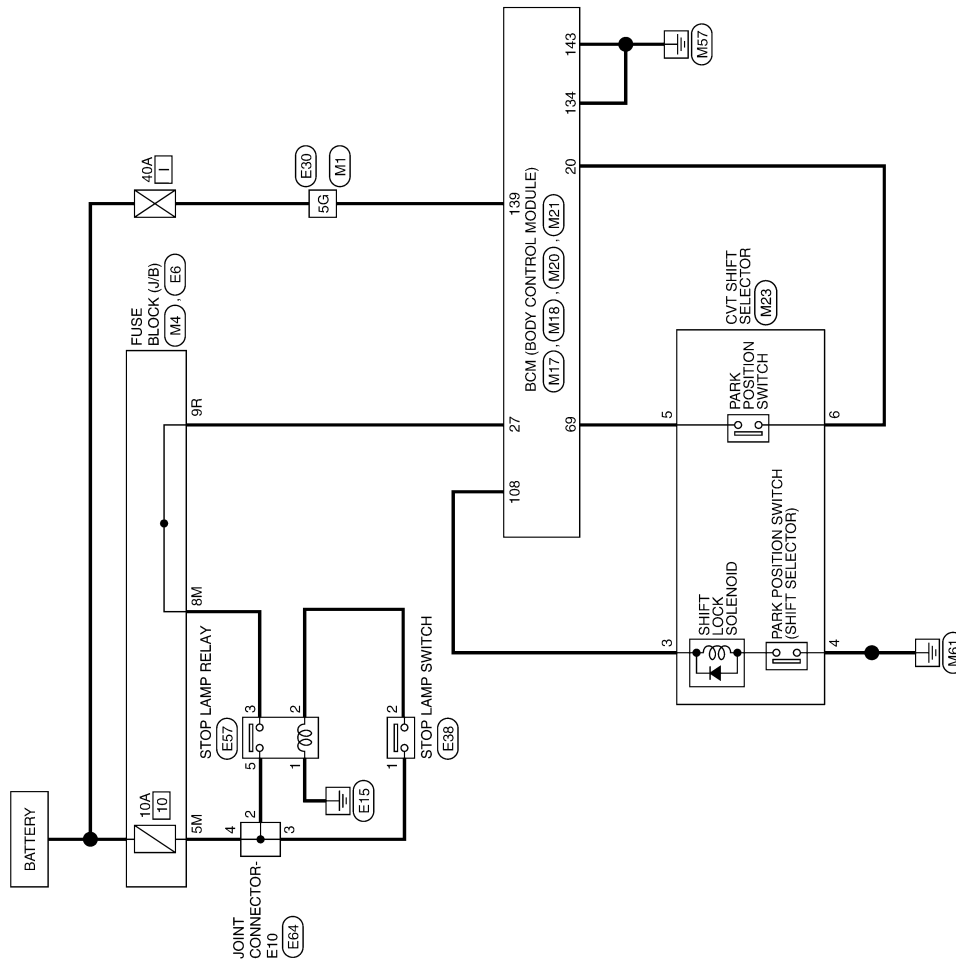 BATTERY
10A
10
5M
JOINT
CONNECTOR-
E10
E64
4
2
3
STOP LAMP RELAY
E57
5
3
1
2
E15
1
2
STOP LAMP SWITCH
E38
8M
9R
FUSE
BLOCK (J/B)
M4 , E6
40A
I
5G
E30
M1
108
27
139
BCM (BODY CONTROL MODULE)
M17 , M18 , M20 , M21
69
20
134
143
M57
3
5
SHIFT
LOCK
SOLENOID
PARK POSITION SWITCH
(SHIFT SELECTOR)
PARK
POSITION
SWITCH
CVT SHIFT
SELECTOR
M23
4
6
M61